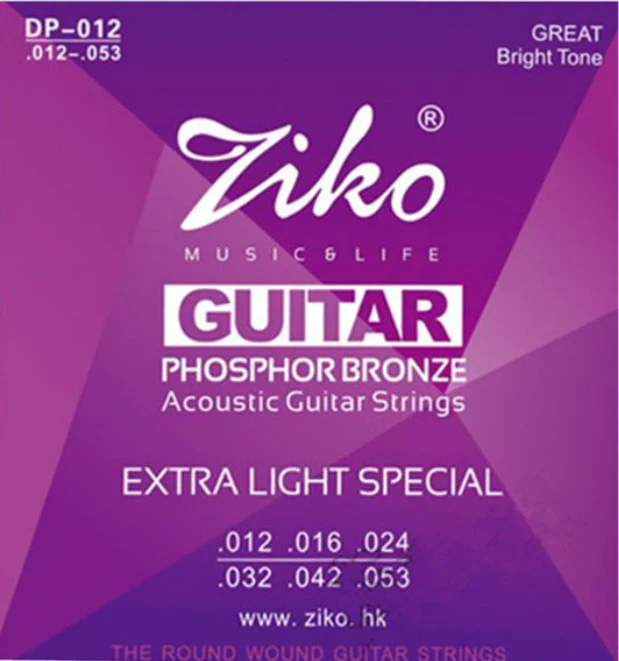 DP-012
.012-.053
GREAT
Bright Tone
Ziko®
MUSIC&LIFE
GUITAR
PHOSPHOR BRONZE
Acoustic Guitar Strings
EXTRA LIGHT SPECIAL
.012 .016 .024
.032 .042 .053
www. ziko. hk
THE ROUND WOUND GUITAR STRINGS